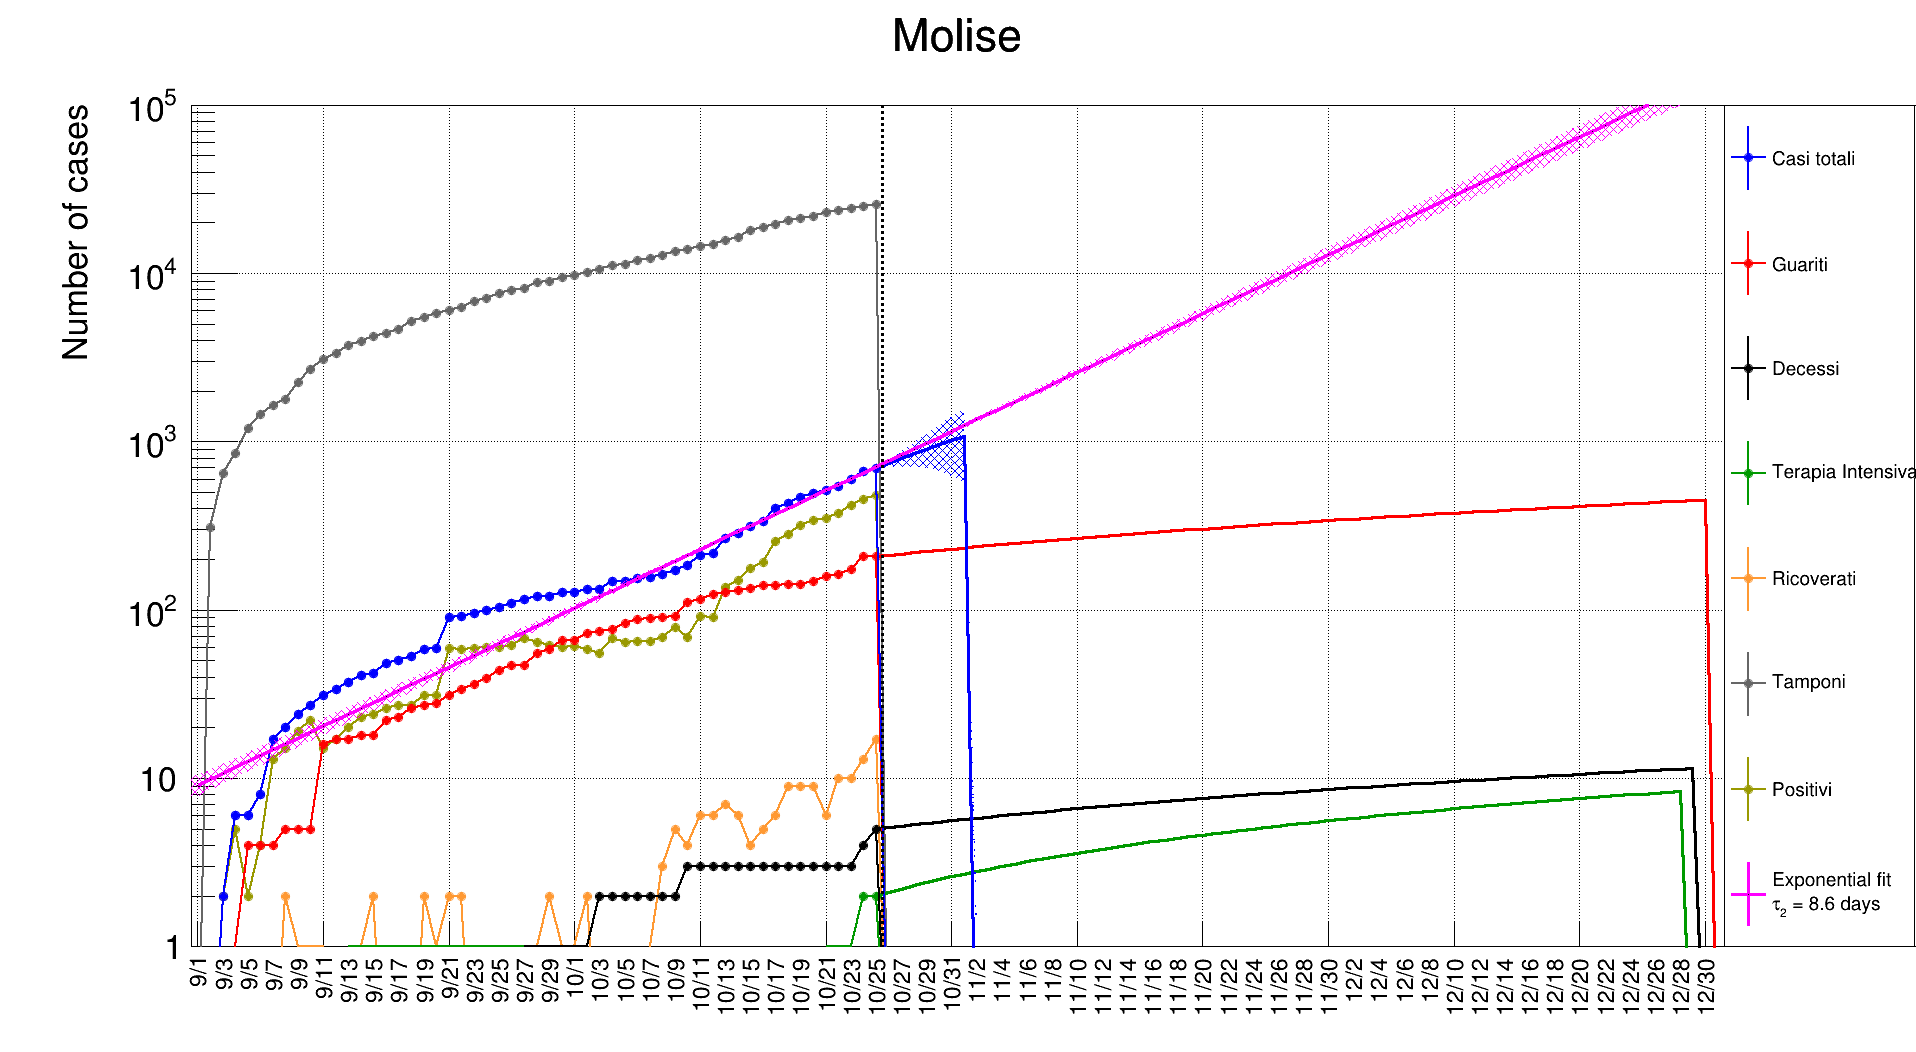 Molise
Number of cases
10^5
10^4
10^3
10^2
10
1
9/1 9/3 9/5 9/7 9/9 9/11 9/13 9/15 9/17 9/19 9/21 9/23 9/25 9/27 9/29 10/1 10/3 10/5 10/7 10/9 10/11 10/13 10/15 10/17 10/19 10/21 10/23 10/25 10/27 10/29 10/31 11/2 11/4 11/6 11/8 11/10 11/12 11/14 11/16 11/18 11/20 11/22 11/24 11/26 11/28 11/30 12/2 12/4 12/6 12/8 12/10 12/12 12/14 12/16 12/18 12/20 12/22 12/24 12/26 12/28 12/30
Casi totali
Guariti
Decessi
Terapia Intensiva
Ricoverati
Tamponi
Positivi
Exponential fit
τ₂ = 8.6 days